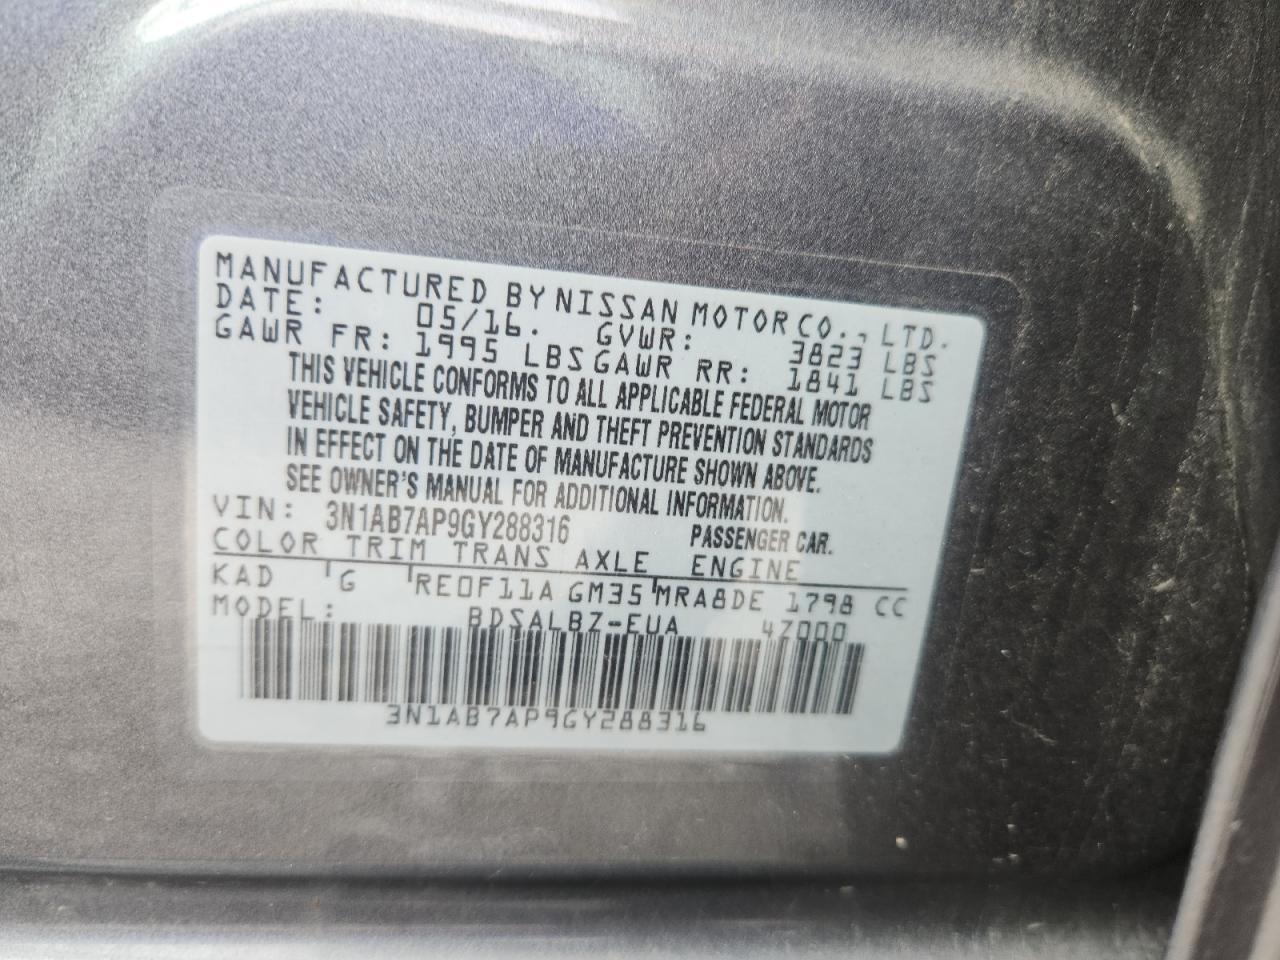 MANUFACTURED BY NISSAN MOTOR CO., LTD.
DATE: 05/16. GVWR: 3823 LBS
GAWR FR: 1995 LBS GAWR RR: 1841 LBS
THIS VEHICLE CONFORMS TO ALL APPLICABLE FEDERAL MOTOR
VEHICLE SAFETY, BUMPER AND THEFT PREVENTION STANDARDS
IN EFFECT ON THE DATE OF MANUFACTURE SHOWN ABOVE.
SEE OWNER'S MANUAL FOR ADDITIONAL INFORMATION.
VIN: 3N1AB7AP9GY288316 PASSENGER CAR.
COLOR TRIM TRANS AXLE ENGINE
KAD G RE0F11A GM35 MRA8DE 1798 CC
MODEL: BDSALBZ-EUA 4Z000
3N1AB7AP9GY288316